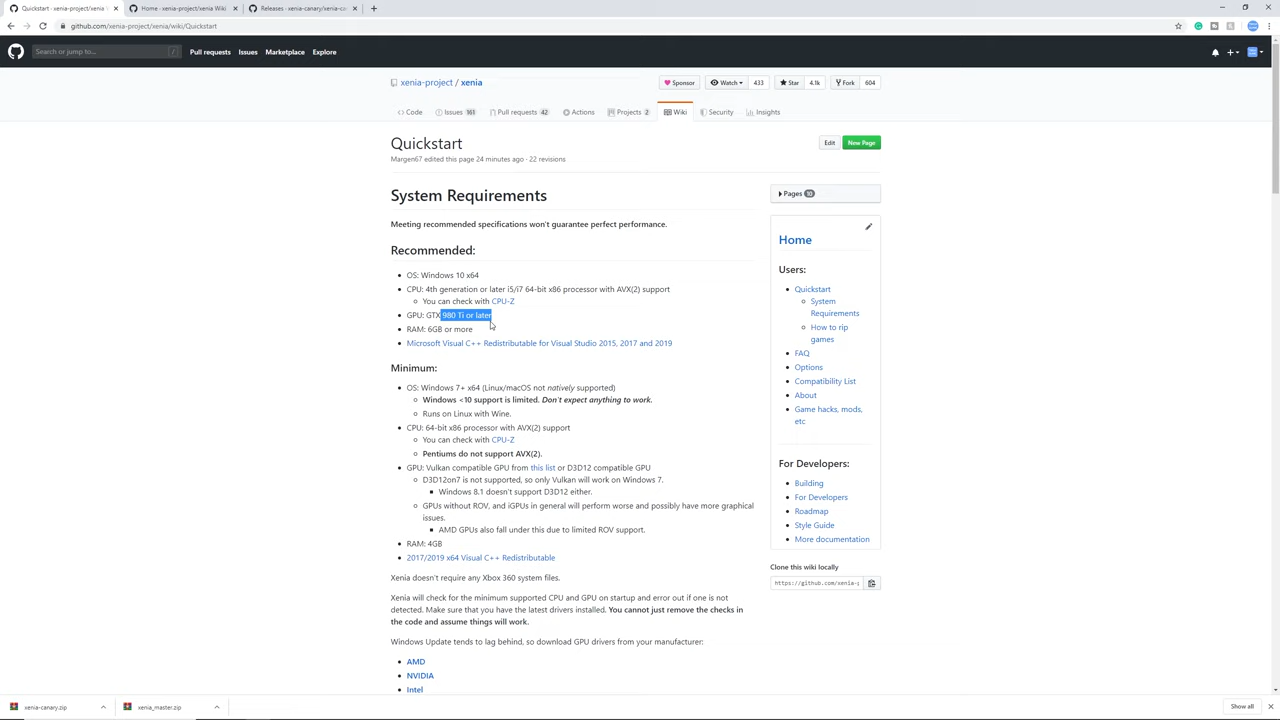 Quickstart · xenia-project/xenia
Home · xenia-project/xenia Wiki
Releases · xenia-canary/xenia-ca
github.com/xenia-project/xenia/wiki/Quickstart
Search or jump to...
/
Pull requests
Issues
Marketplace
Explore
xenia-project / xenia
Sponsor
Watch
433
Star
4.1k
Fork
604
Code
Issues 161
Pull requests 42
Actions
Projects 2
Wiki
Security
Insights
Quickstart
Edit
New Page
Margen67 edited this page 24 minutes ago · 22 revisions
System Requirements
Meeting recommended specifications won't guarantee perfect performance.
Recommended:
OS: Windows 10 x64
CPU: 4th generation or later i5/i7 64-bit x86 processor with AVX(2) support
You can check with CPU-Z
GPU: GTX 980 Ti or later
RAM: 6GB or more
Microsoft Visual C++ Redistributable for Visual Studio 2015, 2017 and 2019
Minimum:
OS: Windows 7+ x64 (Linux/macOS not natively supported)
Windows <10 support is limited. Don't expect anything to work.
Runs on Linux with Wine.
CPU: 64-bit x86 processor with AVX(2) support
You can check with CPU-Z
Pentiums do not support AVX(2).
GPU: Vulkan compatible GPU from this list or D3D12 compatible GPU
D3D12on7 is not supported, so only Vulkan will work on Windows 7.
Windows 8.1 doesn't support D3D12 either.
GPUs without ROV, and iGPUs in general will perform worse and possibly have more graphical
issues.
AMD GPUs also fall under this due to limited ROV support.
RAM: 4GB
2017/2019 x64 Visual C++ Redistributable
Xenia doesn't require any Xbox 360 system files.
Xenia will check for the minimum supported CPU and GPU on startup and error out if one is not
detected. Make sure that you have the latest drivers installed. You cannot just remove the checks in
the code and assume things will work.
Windows Update tends to lag behind, so download GPU drivers from your manufacturer:
AMD
NVIDIA
Intel
Pages 10
Home
Users:
Quickstart
System
Requirements
How to rip
games
FAQ
Options
Compatibility List
About
Game hacks, mods,
etc
For Developers:
Building
For Developers
Roadmap
Style Guide
More documentation
Clone this wiki locally
https://github.com/xenia-p
xenia-canary.zip
xenia_master.zip
Show all